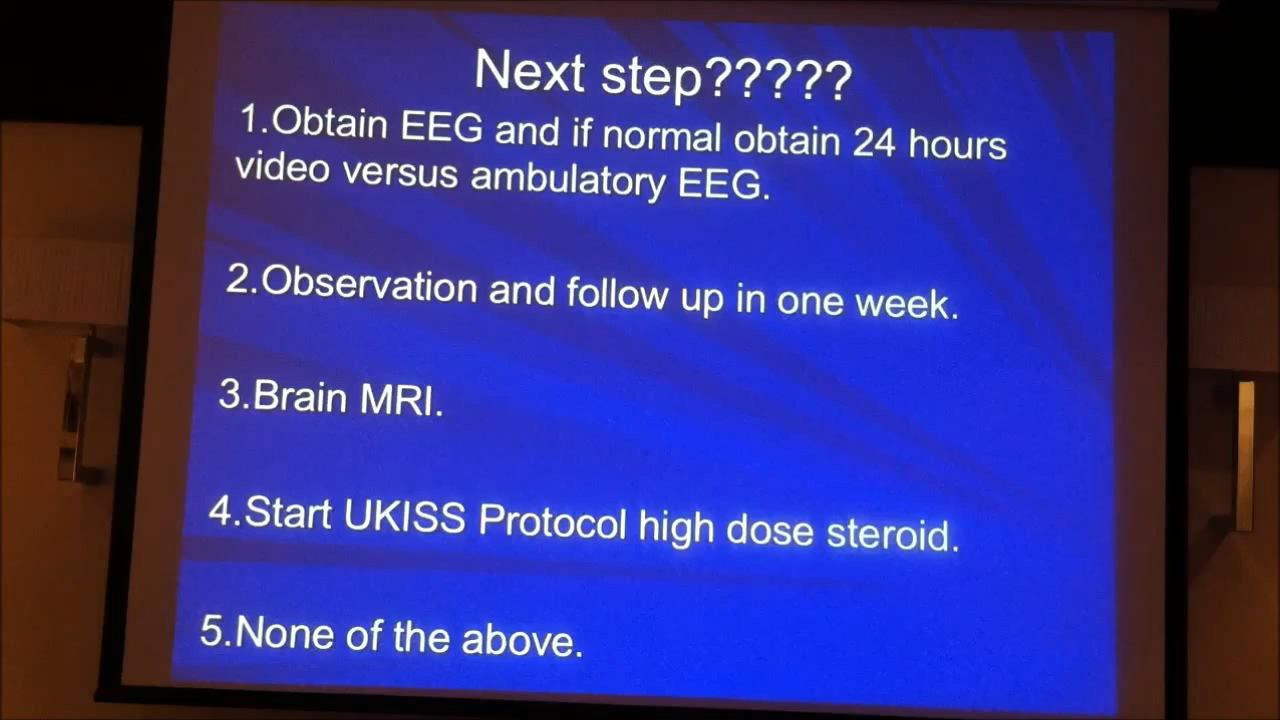 Next step?????
1.Obtain EEG and if normal obtain 24 hours
video versus ambulatory EEG.
2.Observation and follow up in one week.
3.Brain MRI.
4.Start UKISS Protocol high dose steroid.
5.None of the above.